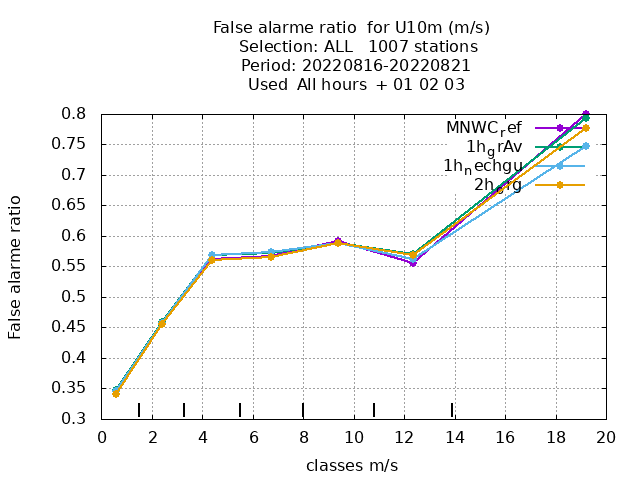 False alarme ratio  for U10m (m/s)
Selection: ALL   1007 stations
Period: 20220816-20220821
Used  All hours  + 01 02 03
False alarme ratio
0.8
0.75
0.7
0.65
0.6
0.55
0.5
0.45
0.4
0.35
0.3
MNWC_ref
1h_grAv
1h_nechgu
0 2 4 6 8 10 12 14 16 18 20
classes m/s